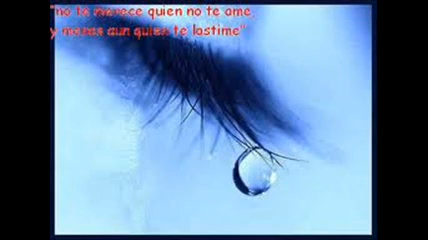 "no te merece quien no te ame,
y menos aun quien te lastime"